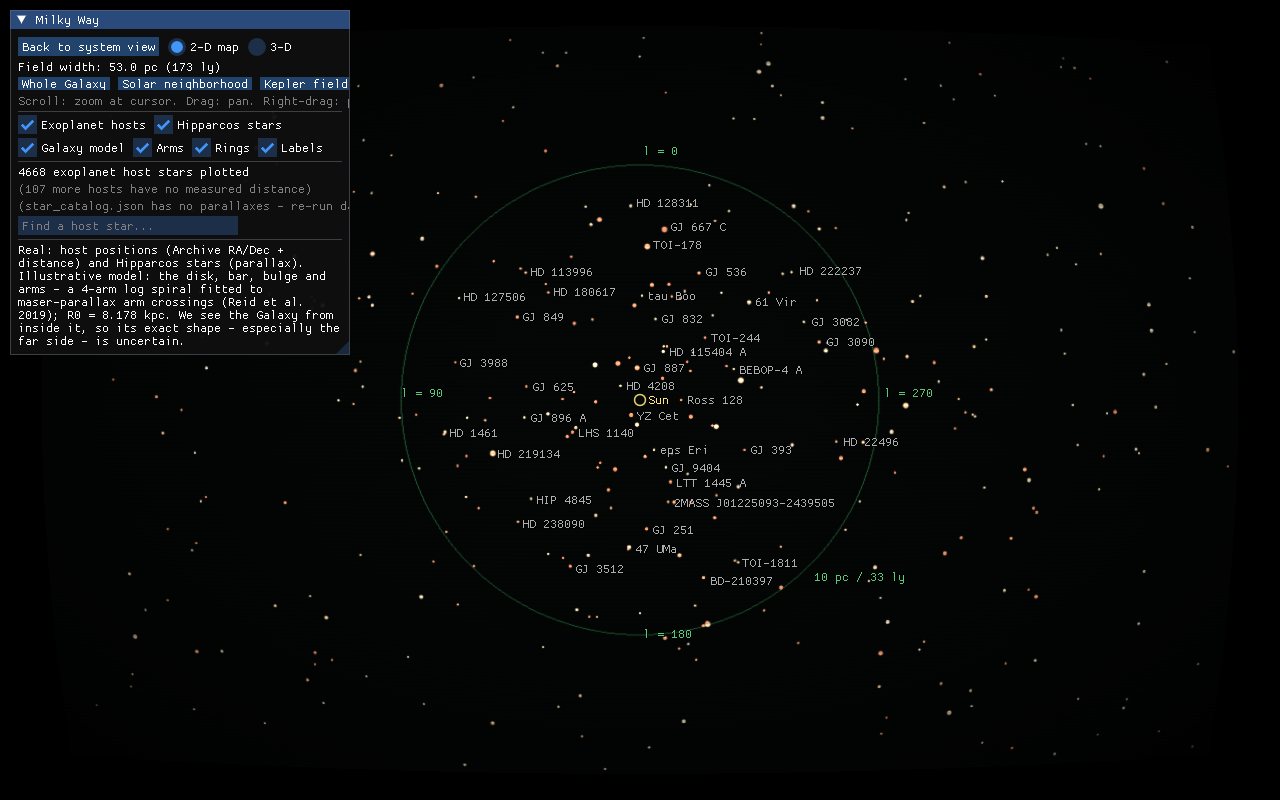 Milky Way
Back to system view 2-D map 3-D
Field width: 53.0 pc (173 ly)
Whole Galaxy Solar neighborhood Kepler field
Scroll: zoom at cursor. Drag: pan. Right-drag:
Exoplanet hosts Hipparcos stars
Galaxy model Arms Rings Labels
4668 exoplanet host stars plotted
(107 more hosts have no measured distance)
(star_catalog.json has no parallaxes - re-run
Find a host star...
Real: host positions (Archive RA/Dec +
distance) and Hipparcos stars (parallax).
Illustrative model: the disk, bar, bulge and
arms - a 4-arm log spiral fitted to
maser-parallax arm crossings (Reid et al.
2019); R0 = 8.178 kpc. We see the Galaxy from
inside it, so its exact shape - especially the
far side - is uncertain.
l = 0
HD 128311
GJ 667 C
TOI-178
HD 113996
GJ 536
HD 222237
HD 127506
HD 180617
tau Boo
61 Vir
GJ 849
GJ 832
GJ 3082
TOI-244
GJ 3090
HD 115404 A
GJ 3988
GJ 887
BEBOP-4 A
GJ 625
HD 4208
l = 90
l = 270
Sun
Ross 128
GJ 896 A
YZ Cet
HD 1461
LHS 1140
HD 22496
HD 219134
eps Eri
GJ 393
GJ 9404
LTT 1445 A
HIP 4845
2MASS J01225093-2439505
HD 238090
GJ 251
47 UMa
GJ 3512
TOI-1811
10 pc / 33 ly
BD-210397
l = 180